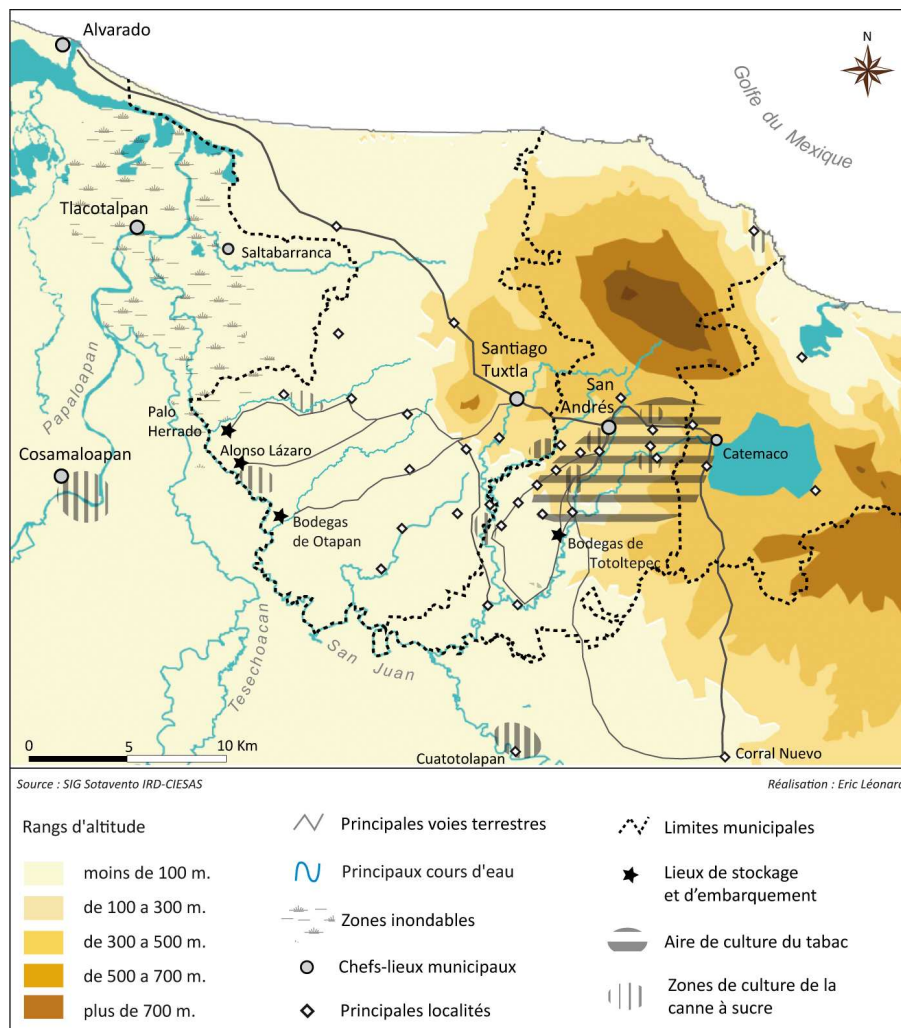 Alvarado
N
Golfe du Mexique
Tlacotalpan
Saltabarranca
Papaloapan
Santiago
Tuxtla
San
Andrés
Palo
Herrado
Alonso Lázaro
Cosamaloapan
Catemaco
Bodegas
de Otapan
Bodegas de
Totoltepec
Tesechoacan
San Juan
0 5 10 Km
Cuatotolapan
Corral Nuevo
Source : SIG Sotavento IRD-CIESAS
Réalisation : Eric Léonard
Rangs d'altitude
moins de 100 m.
de 100 a 300 m.
de 300 a 500 m.
de 500 a 700 m.
plus de 700 m.
Principales voies terrestres
Principaux cours d'eau
Zones inondables
Chefs-lieux municipaux
Principales localités
Limites municipales
Lieux de stockage
et d'embarquement
Aire de culture du tabac
Zones de culture de la
canne à sucre